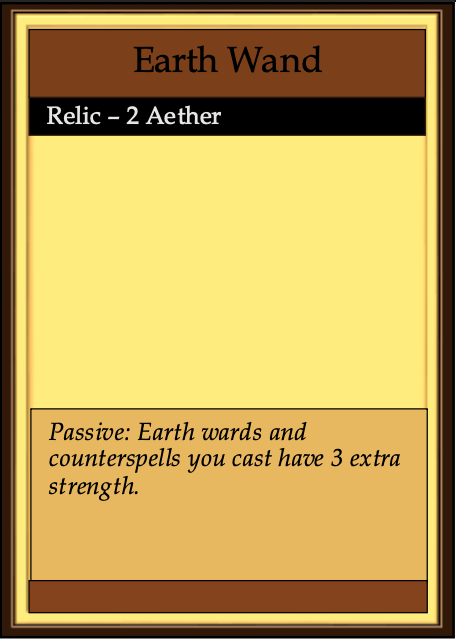 Earth Wand
Relic – 2 Aether
Passive: Earth wards and
counterspells you cast have 3 extra
strength.